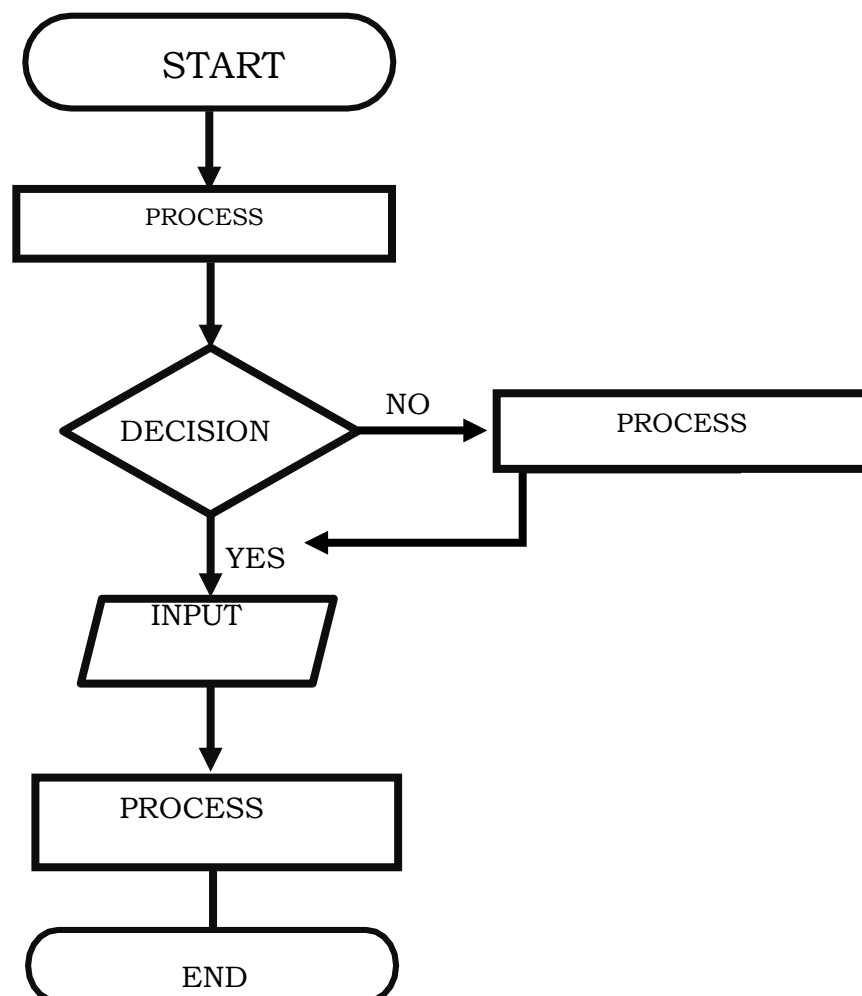 START
PROCESS
DECISION
NO
PROCESS
YES
INPUT
PROCESS
END